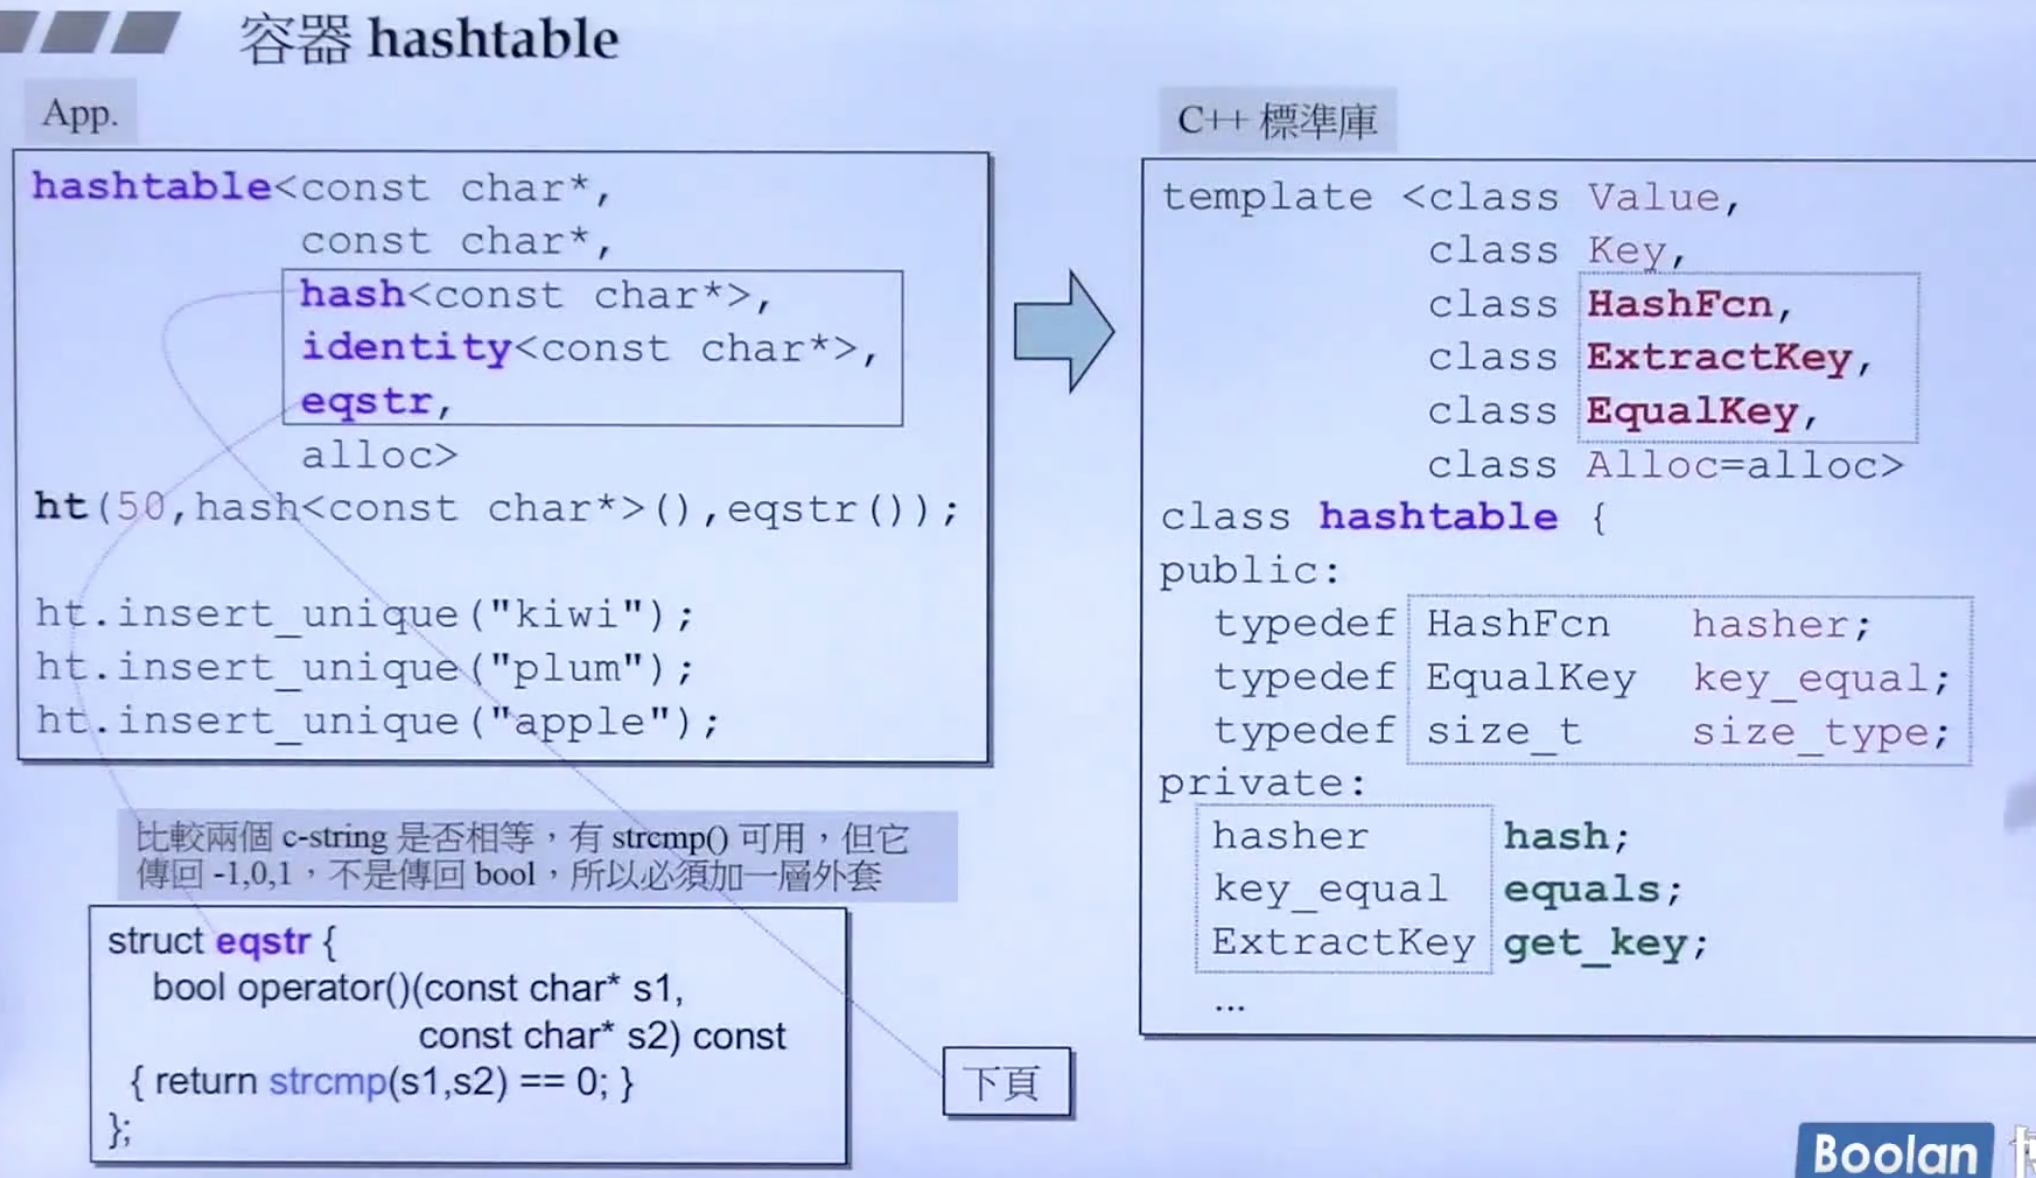 容器 hashtable
App.
hashtable<const char*,
const char*,
hash<const char*>,
identity<const char*>,
eqstr,
alloc>
ht(50,hash<const char*>(),eqstr());
ht.insert_unique("kiwi");
ht.insert_unique("plum");
ht.insert_unique("apple");
比較兩個 c-string 是否相等，有 strcmp() 可用，但它
傳回 -1,0,1，不是傳回 bool，所以必須加一層外套
struct eqstr {
bool operator()(const char* s1,
const char* s2) const
{ return strcmp(s1,s2) == 0; }
};
下頁
C++ 標準庫
template <class Value,
class Key,
class HashFcn,
class ExtractKey,
class EqualKey,
class Alloc=alloc>
class hashtable {
public:
typedef HashFcn hasher;
typedef EqualKey key_equal;
typedef size_t size_type;
private:
hasher hash;
key_equal equals;
ExtractKey get_key;
...
Boolan